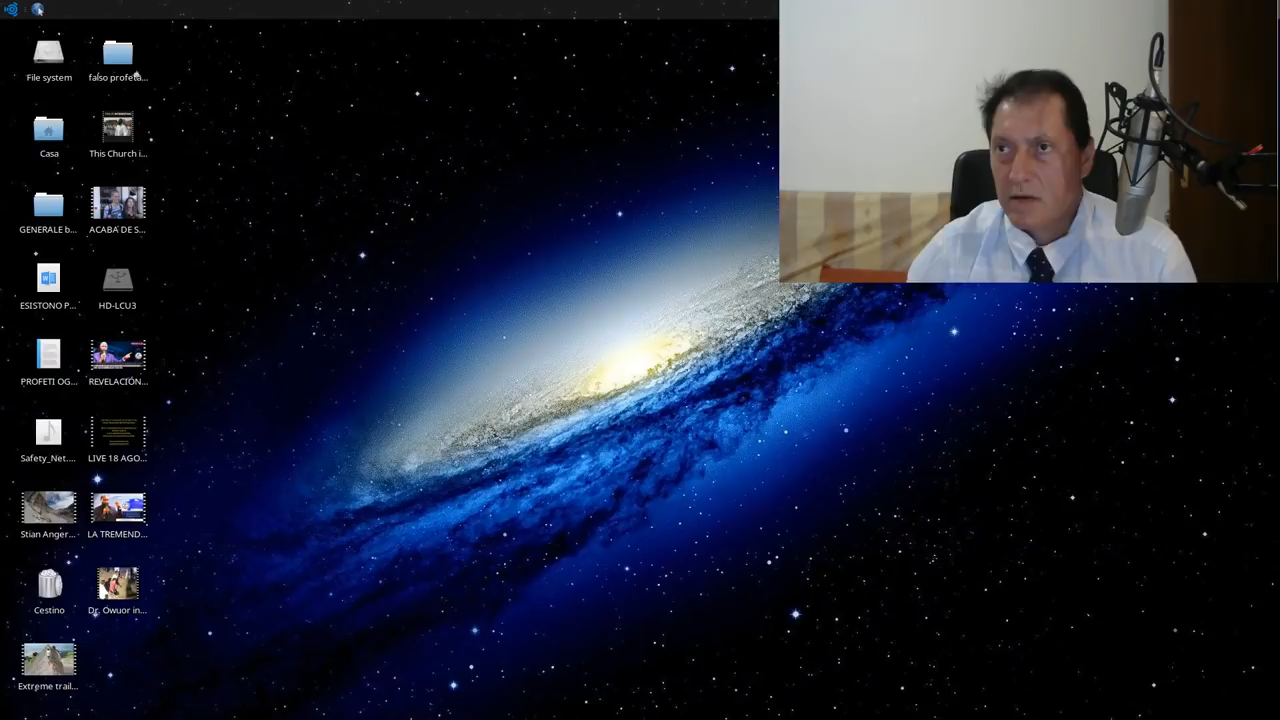 File system
falso profeta...
Casa
This Church i...
GENERALE b...
ACABA DE S...
ESISTONO P...
HD-LCU3
PROFETI OG...
REVELACIÓN...
Safety_Net....
LIVE 18 AGO...
Stian Anger...
LA TREMEND...
Cestino
Dr. Owuor in...
Extreme trail...